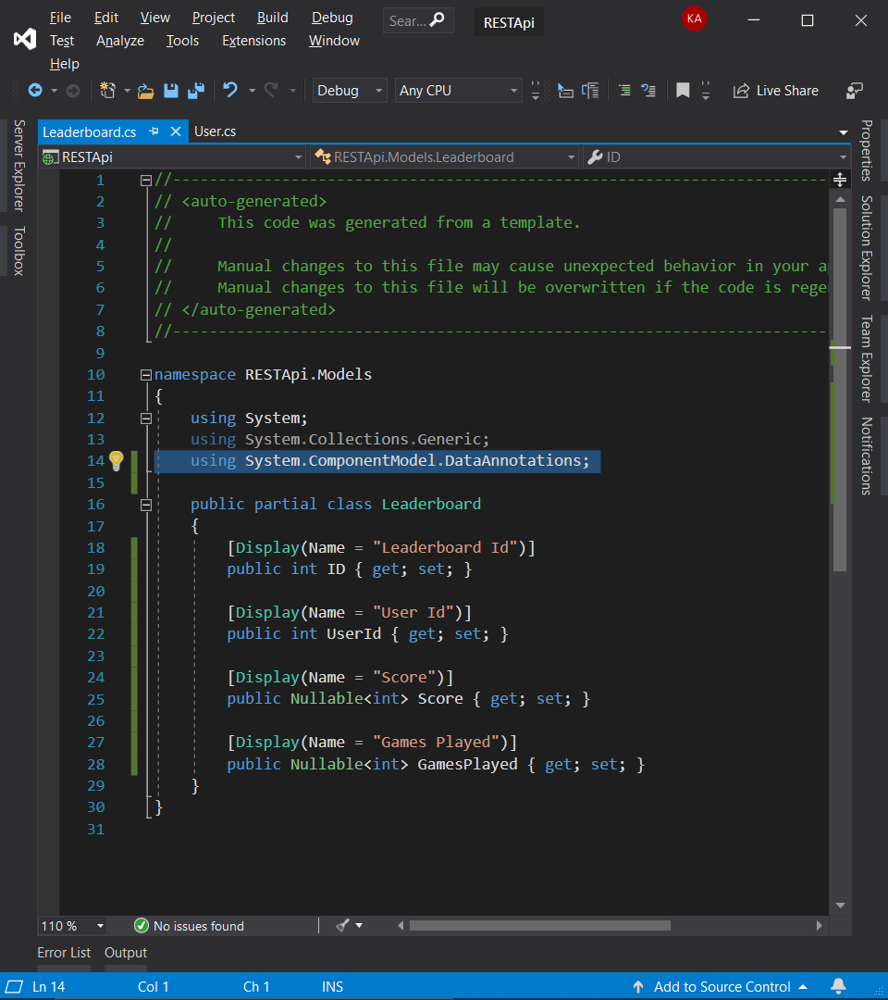 File Edit View Project Build Debug Sear... RESTApi KA
Test Analyze Tools Extensions Window
Help
Debug Any CPU Live Share
Server Explorer
Toolbox
Leaderboard.cs User.cs
RESTApi RESTApi.Models.Leaderboard ID
1 //------------------------------------------------------------------------
2 // <auto-generated>
3 //     This code was generated from a template.
4 //
5 //     Manual changes to this file may cause unexpected behavior in your a
6 //     Manual changes to this file will be overwritten if the code is rege
7 // </auto-generated>
8 //------------------------------------------------------------------------
9
10 namespace RESTApi.Models
11 {
12     using System;
13     using System.Collections.Generic;
14     using System.ComponentModel.DataAnnotations;
15
16     public partial class Leaderboard
17     {
18         [Display(Name = "Leaderboard Id")]
19         public int ID { get; set; }
20
21         [Display(Name = "User Id")]
22         public int UserId { get; set; }
23
24         [Display(Name = "Score")]
25         public Nullable<int> Score { get; set; }
26
27         [Display(Name = "Games Played")]
28         public Nullable<int> GamesPlayed { get; set; }
29     }
30 }
31
Properties
Solution Explorer
Team Explorer
Notifications
110 % No issues found
Error List Output
Ln 14 Col 1 Ch 1 INS Add to Source Control